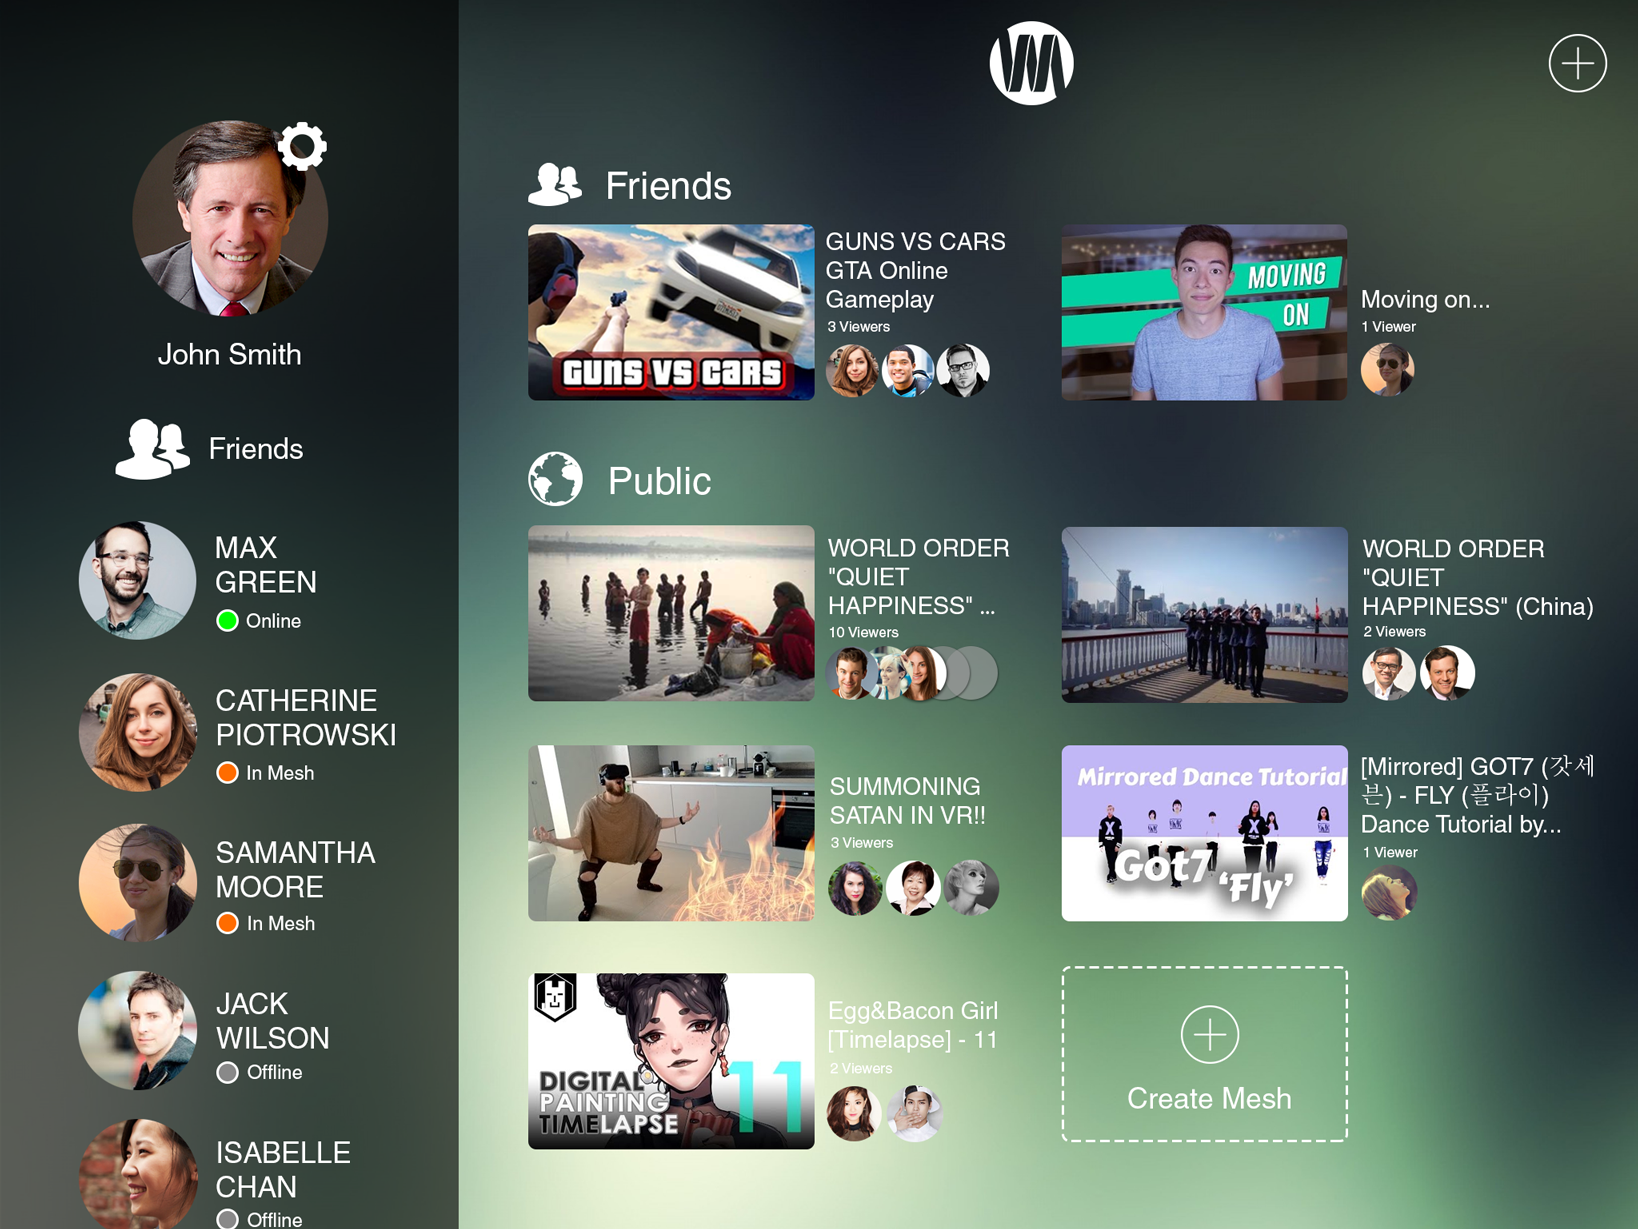 John Smith
Friends
MAX
GREEN
Online
CATHERINE
PIOTROWSKI
In Mesh
SAMANTHA
MOORE
In Mesh
JACK
WILSON
Offline
ISABELLE
CHAN
Offline
Friends
GUNS VS CARS
GUNS VS CARS
GTA Online
Gameplay
3 Viewers
MOVING
ON
Moving on...
1 Viewer
Public
WORLD ORDER
"QUIET
HAPPINESS" ...
10 Viewers
WORLD ORDER
"QUIET
HAPPINESS" (China)
2 Viewers
SUMMONING
SATAN IN VR!!
3 Viewers
Mirrored Dance Tutorial
Got7
‘Fly’
[Mirrored] GOT7 (갓세
븐) - FLY (플라이)
Dance Tutorial by...
1 Viewer
DIGITAL
PAINTING
TIMELAPSE
11
Egg&Bacon Girl
[Timelapse] - 11
2 Viewers
Create Mesh